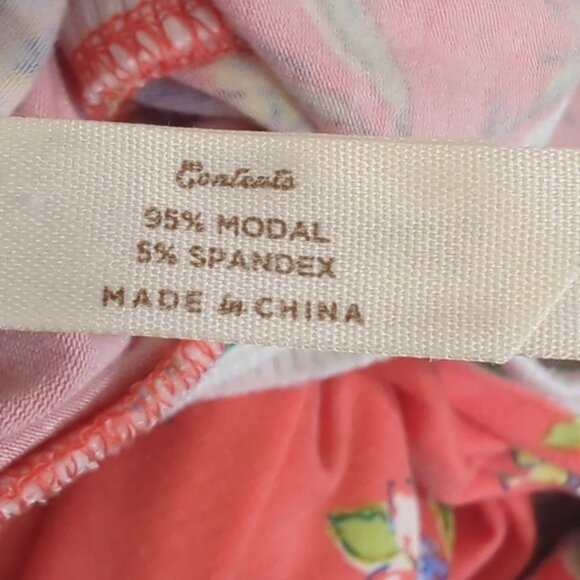 Contents
95% MODAL
5% SPANDEX
MADE in CHINA